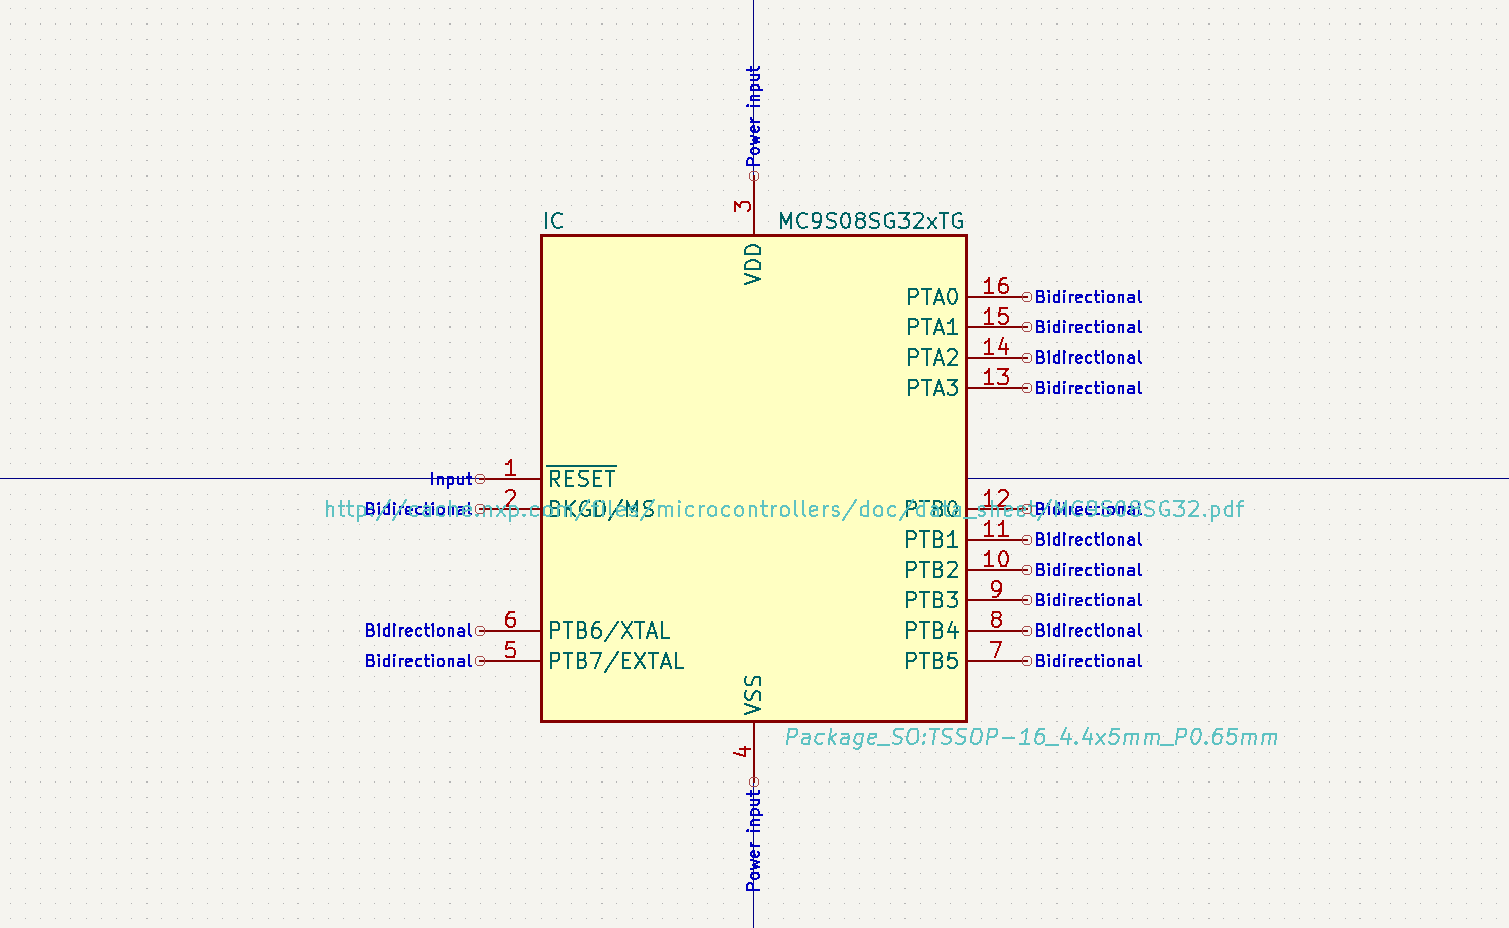 Power input
3
IC MC9S08SG32xTG
VDD
PTA0 16 Bidirectional
PTA1 15 Bidirectional
PTA2 14 Bidirectional
PTA3 13 Bidirectional
Input 1 RESET
Bidirectional 2 BKGD/MS PTB0 12 Bidirectional
http://cache.nxp.com/files/microcontrollers/doc/data_sheet/MC9S08SG32.pdf
PTB1 11 Bidirectional
PTB2 10 Bidirectional
PTB3 9 Bidirectional
Bidirectional 6 PTB6/XTAL PTB4 8 Bidirectional
Bidirectional 5 PTB7/EXTAL PTB5 7 Bidirectional
VSS
Package_SO:TSSOP-16_4.4x5mm_P0.65mm
4
Power input